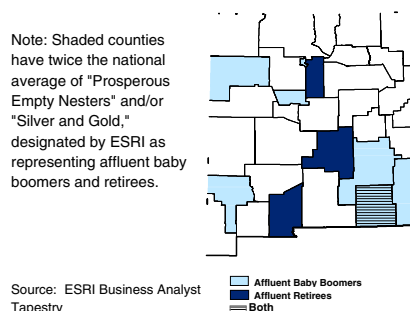 Note: Shaded counties
have twice the national
average of "Prosperous
Empty Nesters" and/or
"Silver and Gold,"
designated by ESRI as
representing affluent baby
boomers and retirees.
Source: ESRI Business Analyst
Tapestry
Affluent Baby Boomers
Affluent Retirees
Both